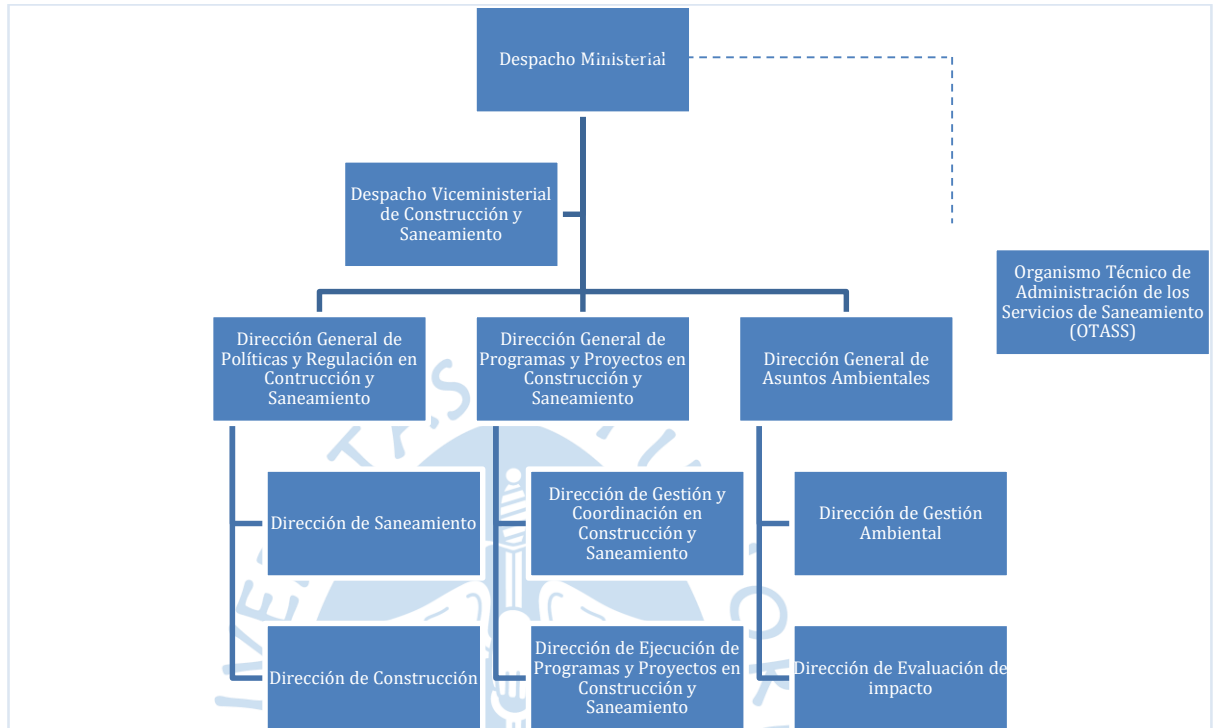 Despacho Ministerial
Despacho Viceministerial
de Construcción y
Saneamiento
Organismo Técnico de
Administración de los
Servicios de Saneamiento
(OTASS)
Dirección General de
Políticas y Regulación en
Contrucción y
Saneamiento
Dirección General de
Programas y Proyectos en
Construcción y
Saneamiento
Dirección General de
Asuntos Ambientales
Dirección de Saneamiento
Dirección de Gestión y
Coordinación en
Construcción y
Saneamiento
Dirección de Gestión
Ambiental
Dirección de Construcción
Dirección de Ejecución de
Programas y Proyectos en
Construcción y
Saneamiento
Dirección de Evaluación de
impacto